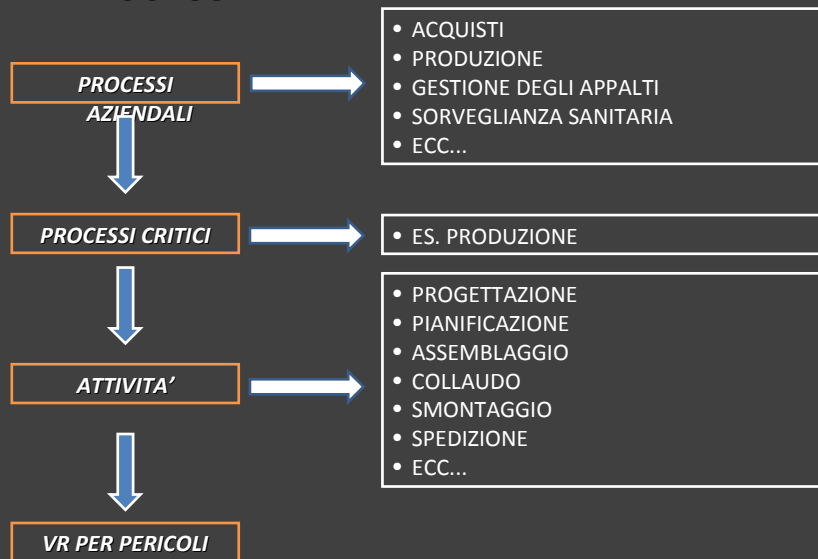 PROCESSI
AZIENDALI
• ACQUISTI
• PRODUZIONE
• GESTIONE DEGLI APPALTI
• SORVEGLIANZA SANITARIA
• ECC...
PROCESSI CRITICI
• ES. PRODUZIONE
ATTIVITA’
• PROGETTAZIONE
• PIANIFICAZIONE
• ASSEMBLAGGIO
• COLLAUDO
• SMONTAGGIO
• SPEDIZIONE
• ECC...
VR PER PERICOLI